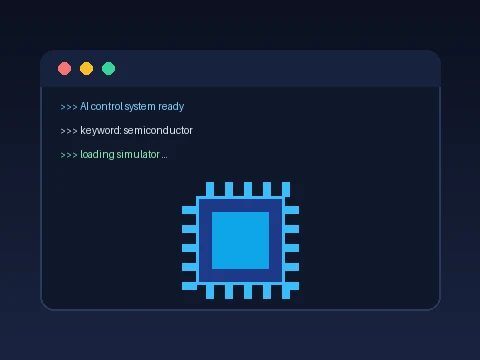 >>> AI control system ready
>>> keyword: semiconductor
>>> loading simulator...